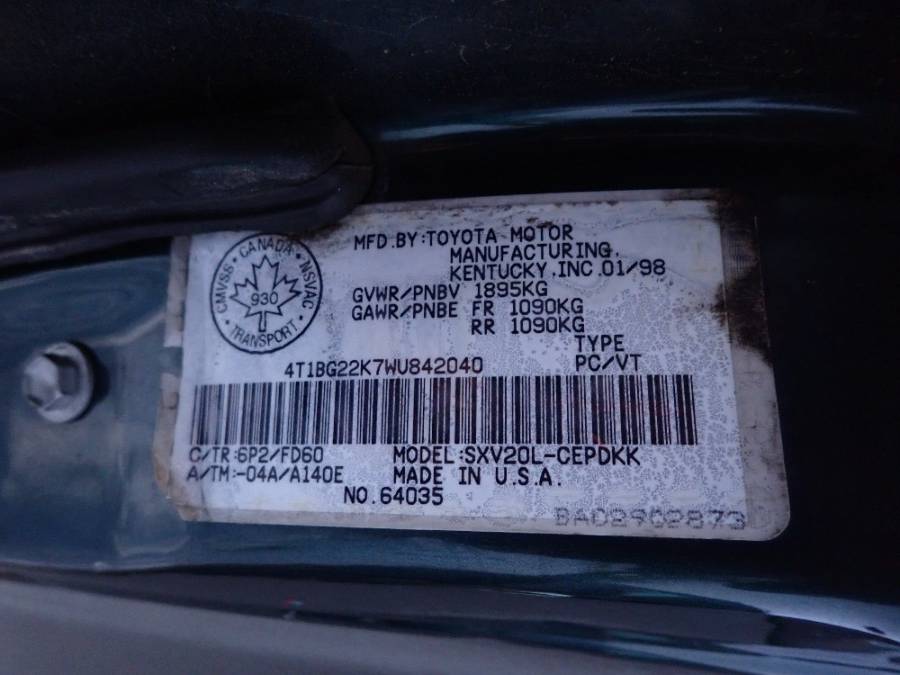 CMVSS · CANADA · NSVAC
930
· TRANSPORT ·
MFD.BY:TOYOTA MOTOR
MANUFACTURING,
KENTUCKY,INC.01/98
GVWR/PNBV 1895KG
GAWR/PNBE FR 1090KG
RR 1090KG
TYPE
4T1BG22K7WU842040 PC/VT
C/TR:6P2/FD60 MODEL:SXV20L-CEPDKK
A/TM:-04A/A140E MADE IN U.S.A.
NO.64035
BA02902873